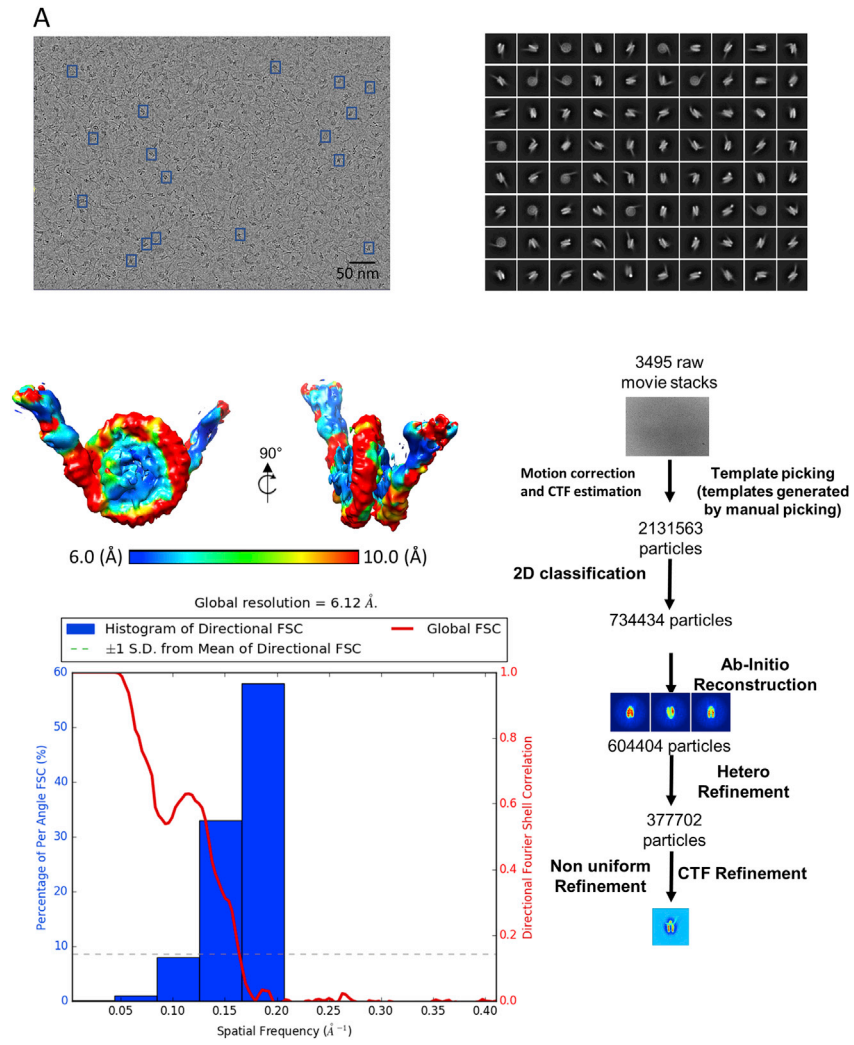 A
50 nm
90°
6.0 (Å)
10.0 (Å)
Global resolution = 6.12 Å.
Histogram of Directional FSC
Global FSC
±1 S.D. from Mean of Directional FSC
Percentage of Per Angle FSC (%)
60
50
40
30
20
10
0
1.0
0.8
0.6
0.4
0.2
0.0
Directional Fourier Shell Correlation
0.05
0.10
0.15
0.20
0.25
0.30
0.35
0.40
Spatial Frequency (Å⁻¹)
3495 raw
movie stacks
Motion correction
and CTF estimation
Template picking
(templates generated
by manual picking)
2131563
particles
2D classification
734434 particles
Ab-Initio
Reconstruction
604404 particles
Hetero
Refinement
377702
particles
Non uniform
Refinement
CTF Refinement